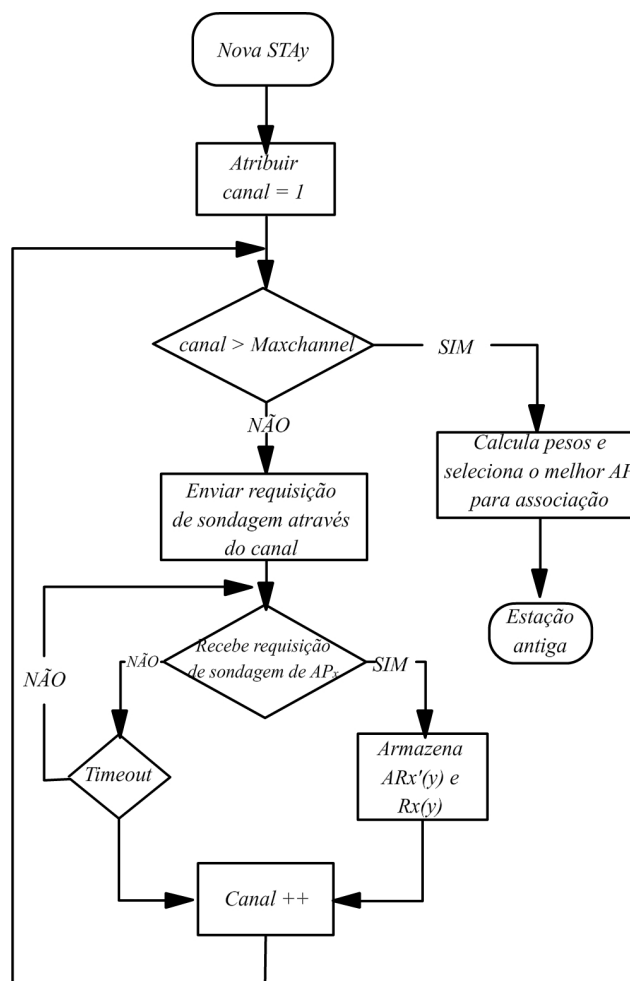 Nova STAy
Atribuir
canal = 1
canal > Maxchannel
SIM
NÃO
Calcula pesos e
seleciona o melhor AP
para associação
Enviar requisição
de sondagem através
do canal
Estação
antiga
Recebe requisição
de sondagem de APx
NÃO
SIM
NÃO
Timeout
Armazena
ARx'(y) e
Rx(y)
Canal ++